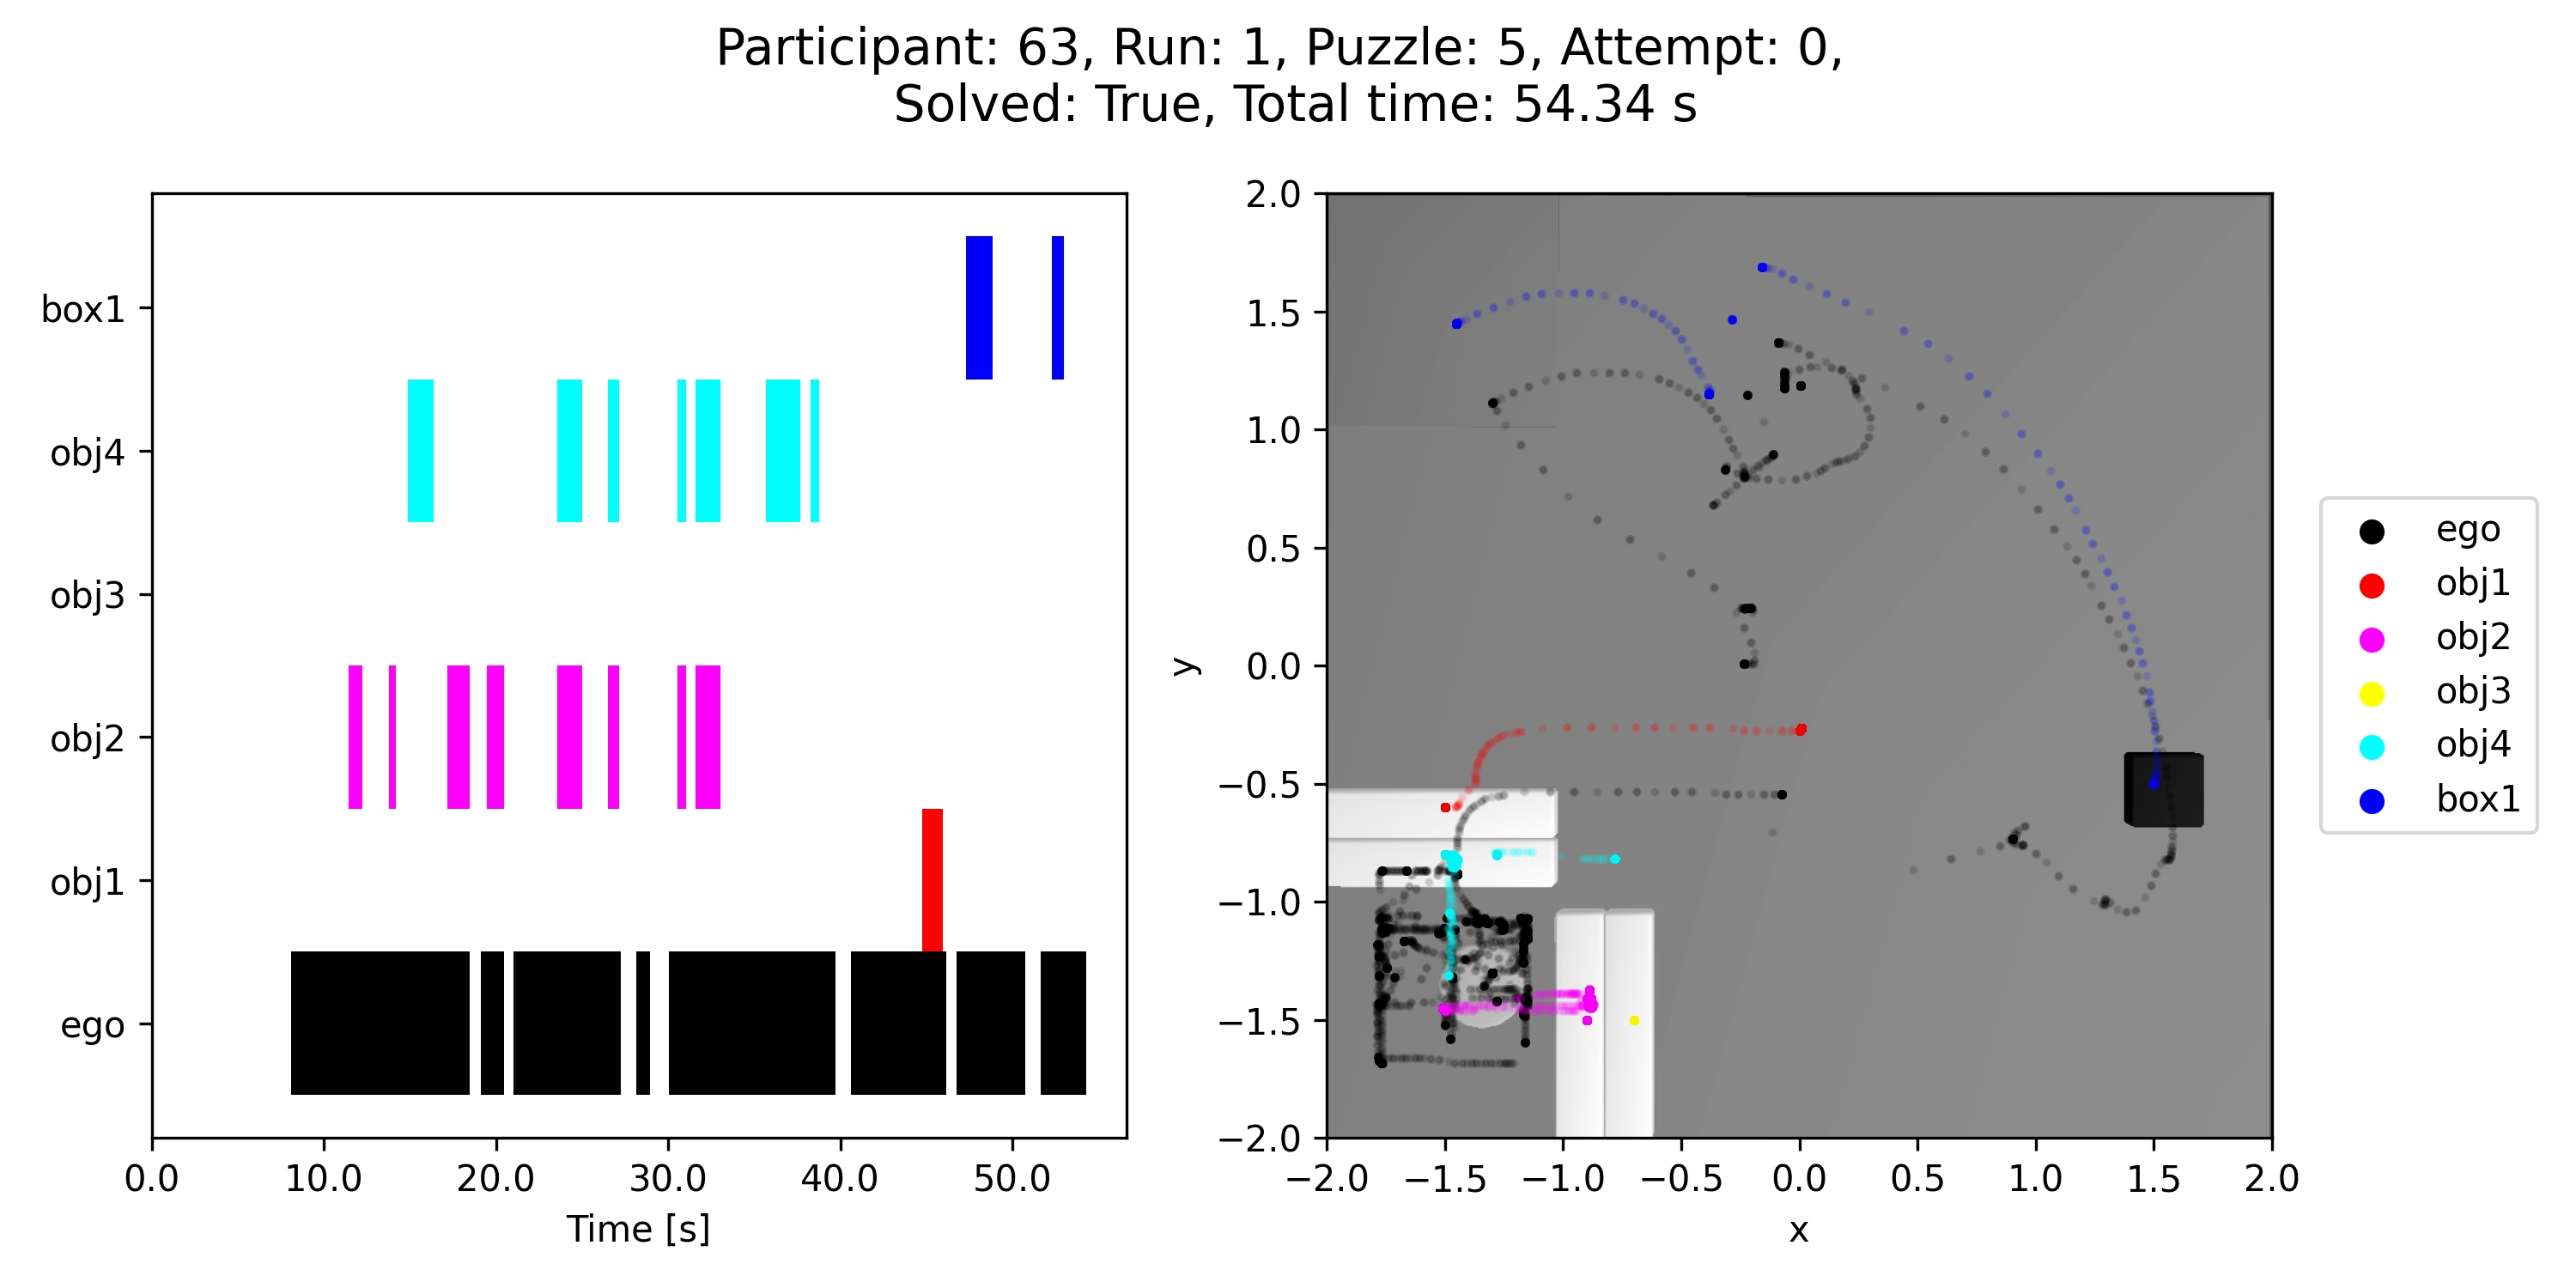 Participant: 63, Run: 1, Puzzle: 5, Attempt: 0,
Solved: True, Total time: 54.34 s
box1
obj4
obj3
obj2
obj1
ego
0.0 10.0 20.0 30.0 40.0 50.0
Time [s]
2.0
1.5
1.0
0.5
0.0
−0.5
−1.0
−1.5
−2.0
y
−2.0 −1.5 −1.0 −0.5 0.0 0.5 1.0 1.5 2.0
x
ego
obj1
obj2
obj3
obj4
box1